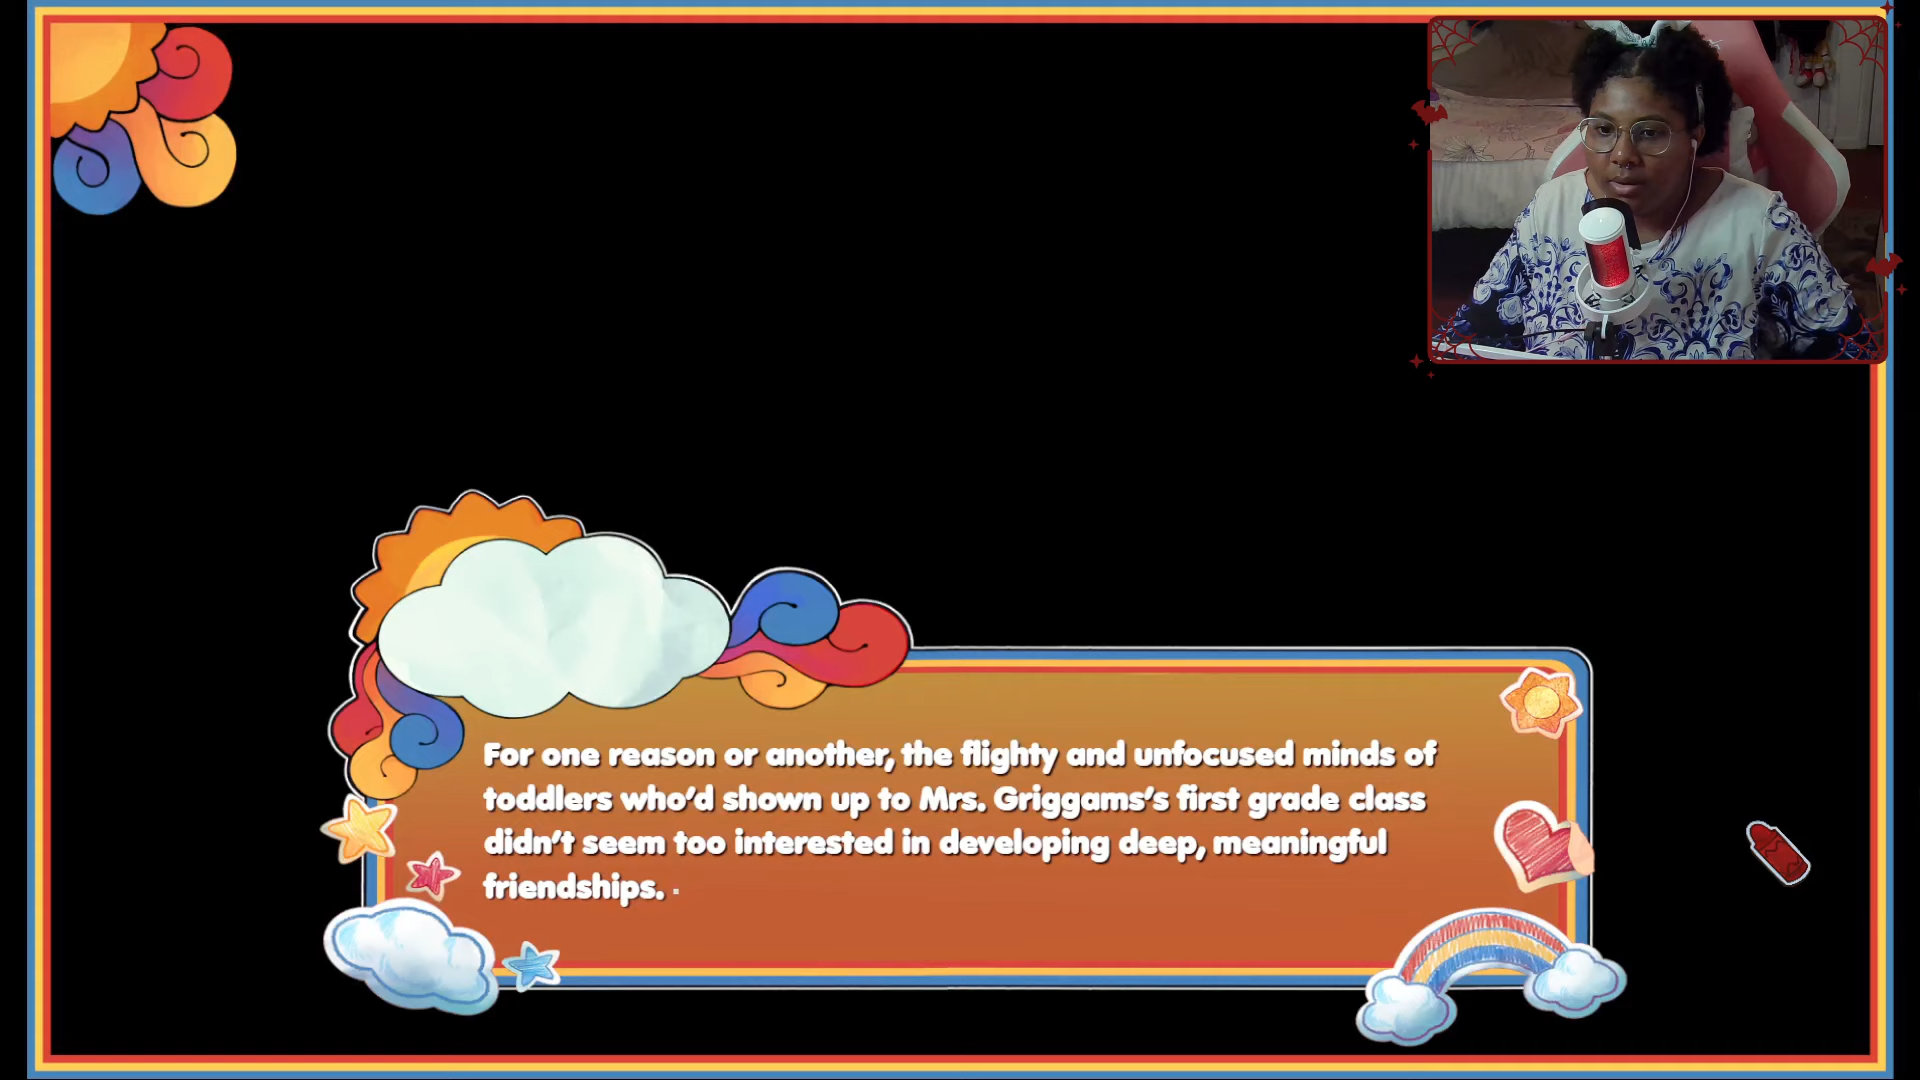 For one reason or another, the flighty and unfocused minds of
toddlers who'd shown up to Mrs. Griggams's first grade class
didn't seem too interested in developing deep, meaningful
friendships.